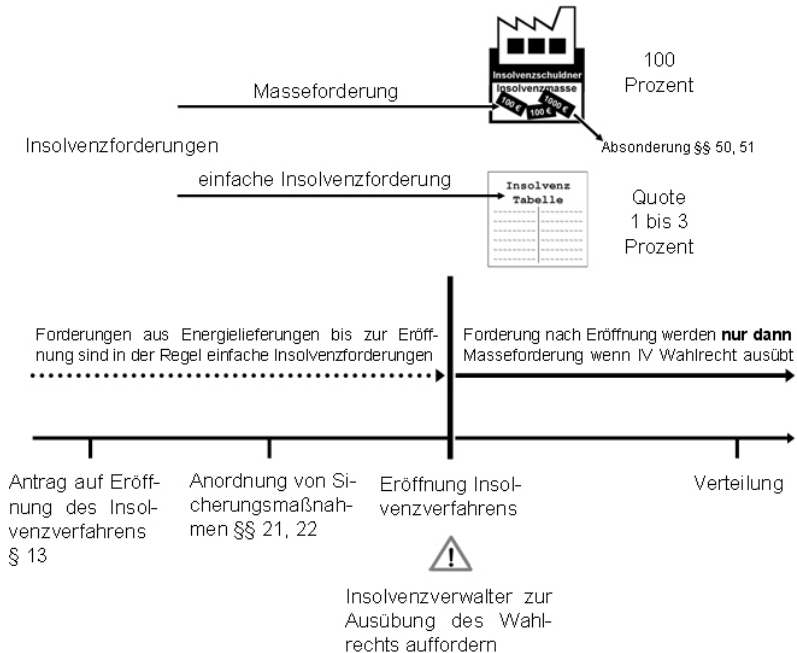 Insolvenzschuldner
Insolvenzmasse
100 €
100 €
1000 €
100
Prozent
Masseforderung
Insolvenzforderungen
Absonderung §§ 50, 51
einfache Insolvenzforderung
Insolvenz
Tabelle
Quote
1 bis 3
Prozent
Forderungen aus Energielieferungen bis zur Eröff-
nung sind in der Regel einfache Insolvenzforderungen
Forderung nach Eröffnung werden nur dann
Masseforderung wenn IV Wahlrecht ausübt
Antrag auf Eröff-
nung des Insol-
venzverfahrens
§ 13
Anordnung von Si-
cherungsmaßnah-
men §§ 21, 22
Eröffnung Insol-
venzverfahrens
Verteilung
Insolvenzverwalter zur
Ausübung des Wahl-
rechts auffordern